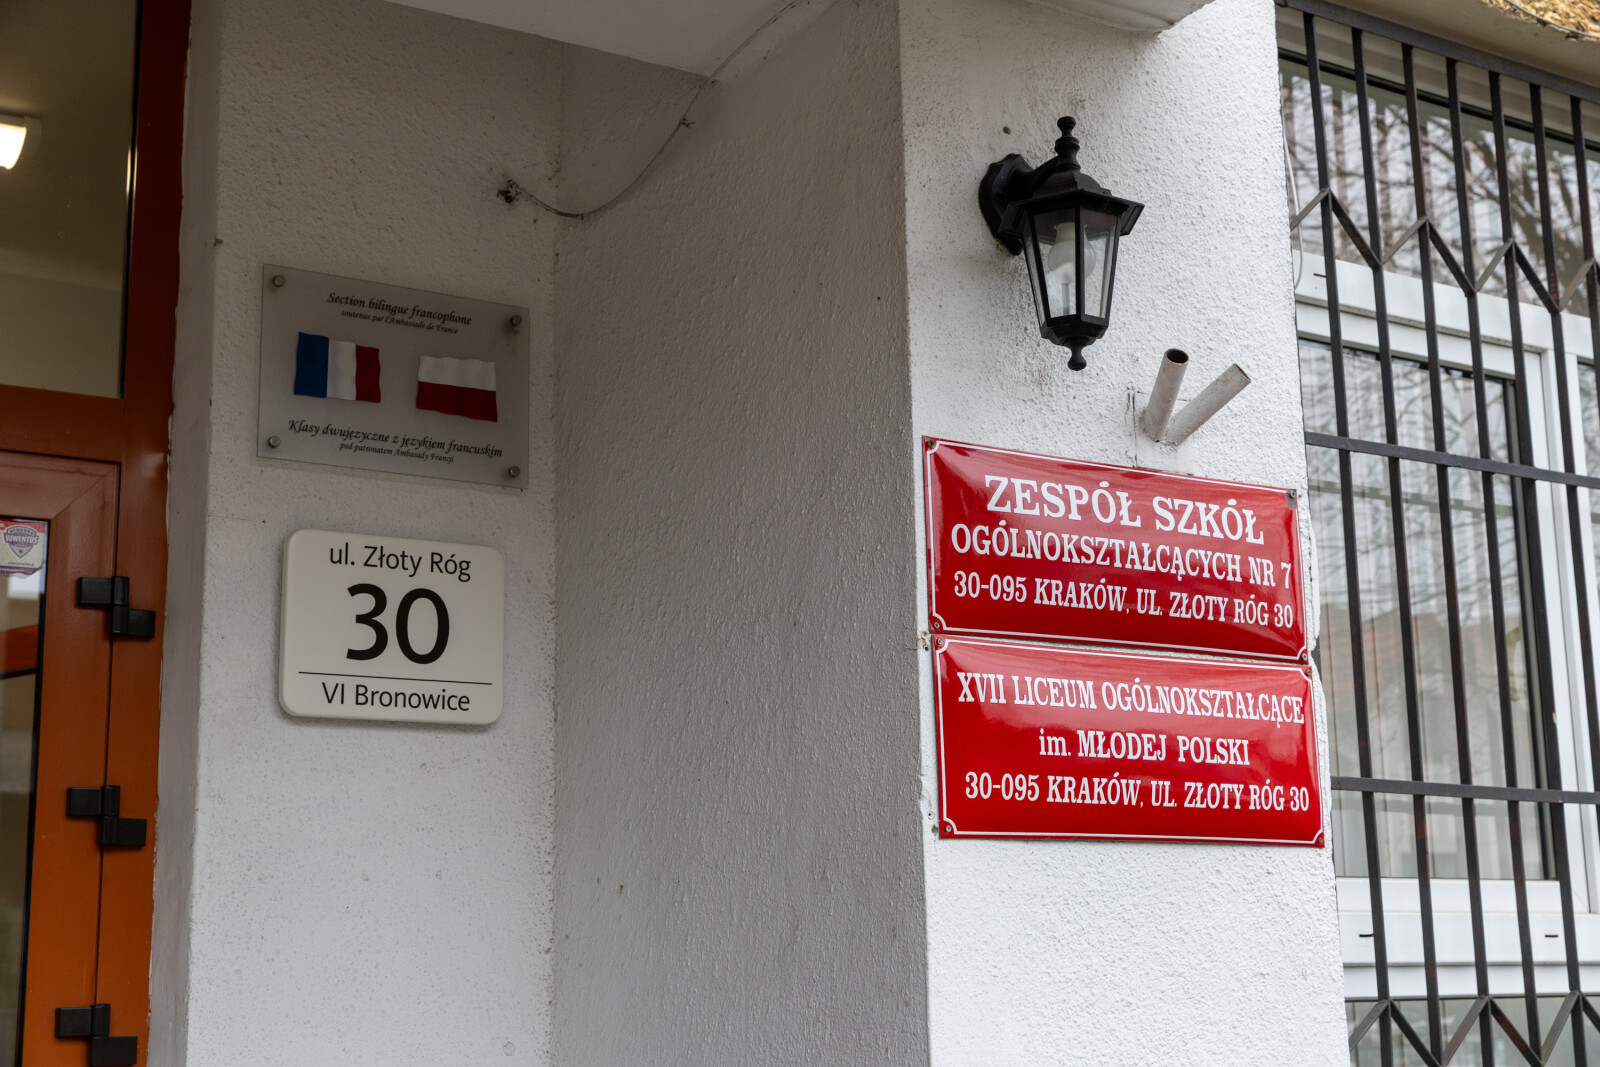 Section bilingue francophone
soutenue par l'Ambassade de France
Klasy dwujęzyczne z językiem francuskim
pod patronatem Ambasady Francji
ul. Złoty Róg
30
VI Bronowice
ZESPÓŁ SZKÓŁ
OGÓLNOKSZTAŁCĄCYCH NR 7
30-095 KRAKÓW, UL. ZŁOTY RÓG 30
XVII LICEUM OGÓLNOKSZTAŁCĄCE
im. MŁODEJ POLSKI
30-095 KRAKÓW, UL. ZŁOTY RÓG 30
JUWENTUS